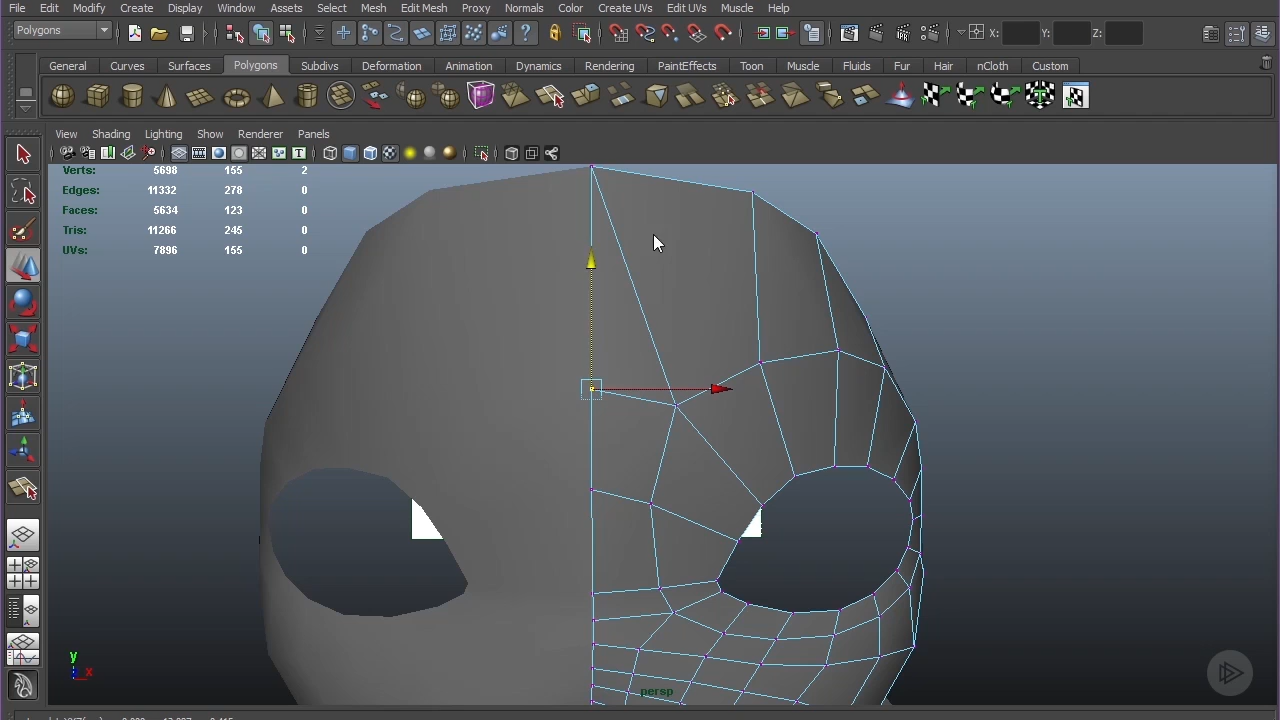 File Edit Modify Create Display Window Assets Select Mesh Edit Mesh Proxy Normals Color Create UVs Edit UVs Muscle Help
Polygons X: Y: Z:
General Curves Surfaces Polygons Subdivs Deformation Animation Dynamics Rendering PaintEffects Toon Muscle Fluids Fur Hair nCloth Custom
View Shading Lighting Show Renderer Panels
Verts: 5698 155 2
Edges: 11332 278 0
Faces: 5634 123 0
Tris: 11266 245 0
UVs: 7896 155 0
y
x
persp